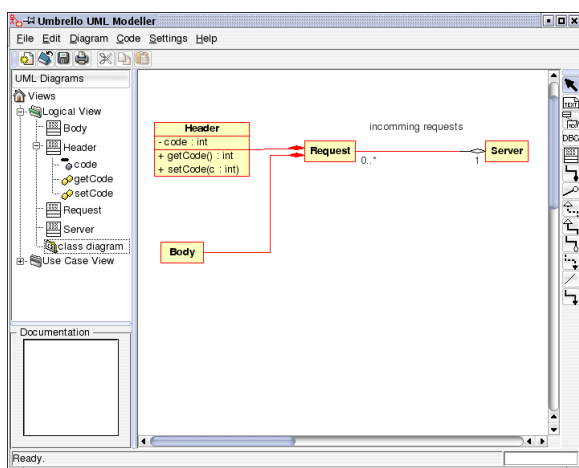 Umbrello UML Modeller
File Edit Diagram Code Settings Help
UML Diagrams
Views
Logical View
Body
Header
code
getCode
setCode
Request
Server
class diagram
Use Case View
Documentation
Header
- code : int
+ getCode() : int
+ setCode(c : int)
incomming requests
Request
0..*
1
Server
Body
Ready.